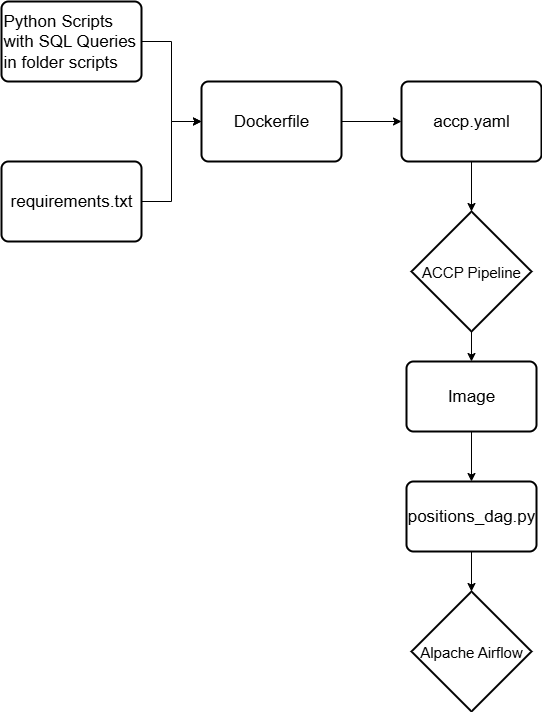 Python Scripts
with SQL Queries
in folder scripts
Dockerfile
accp.yaml
requirements.txt
ACCP Pipeline
Image
positions_dag.py
Alpache Airflow